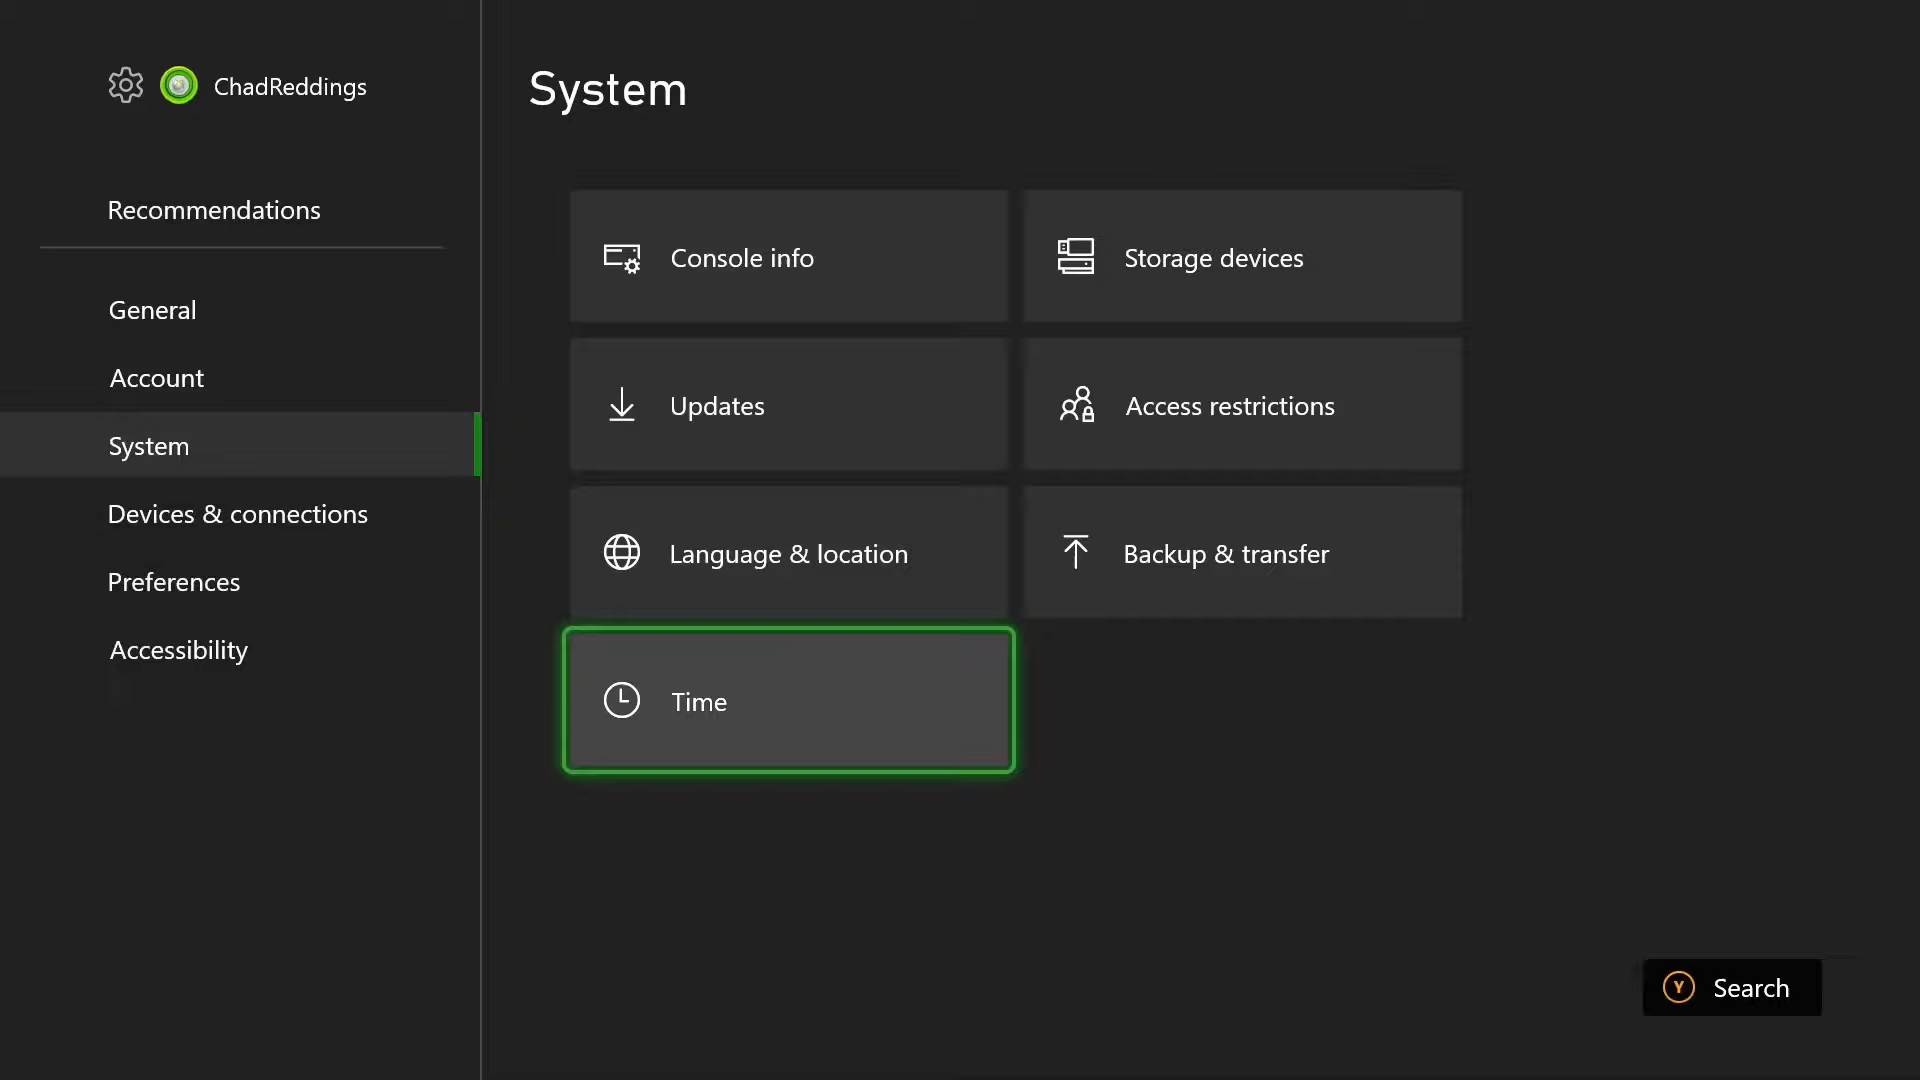 ChadReddings
Recommendations
General
Account
System
Devices & connections
Preferences
Accessibility
System
Console info
Storage devices
Updates
Access restrictions
Language & location
Backup & transfer
Time
Y Search